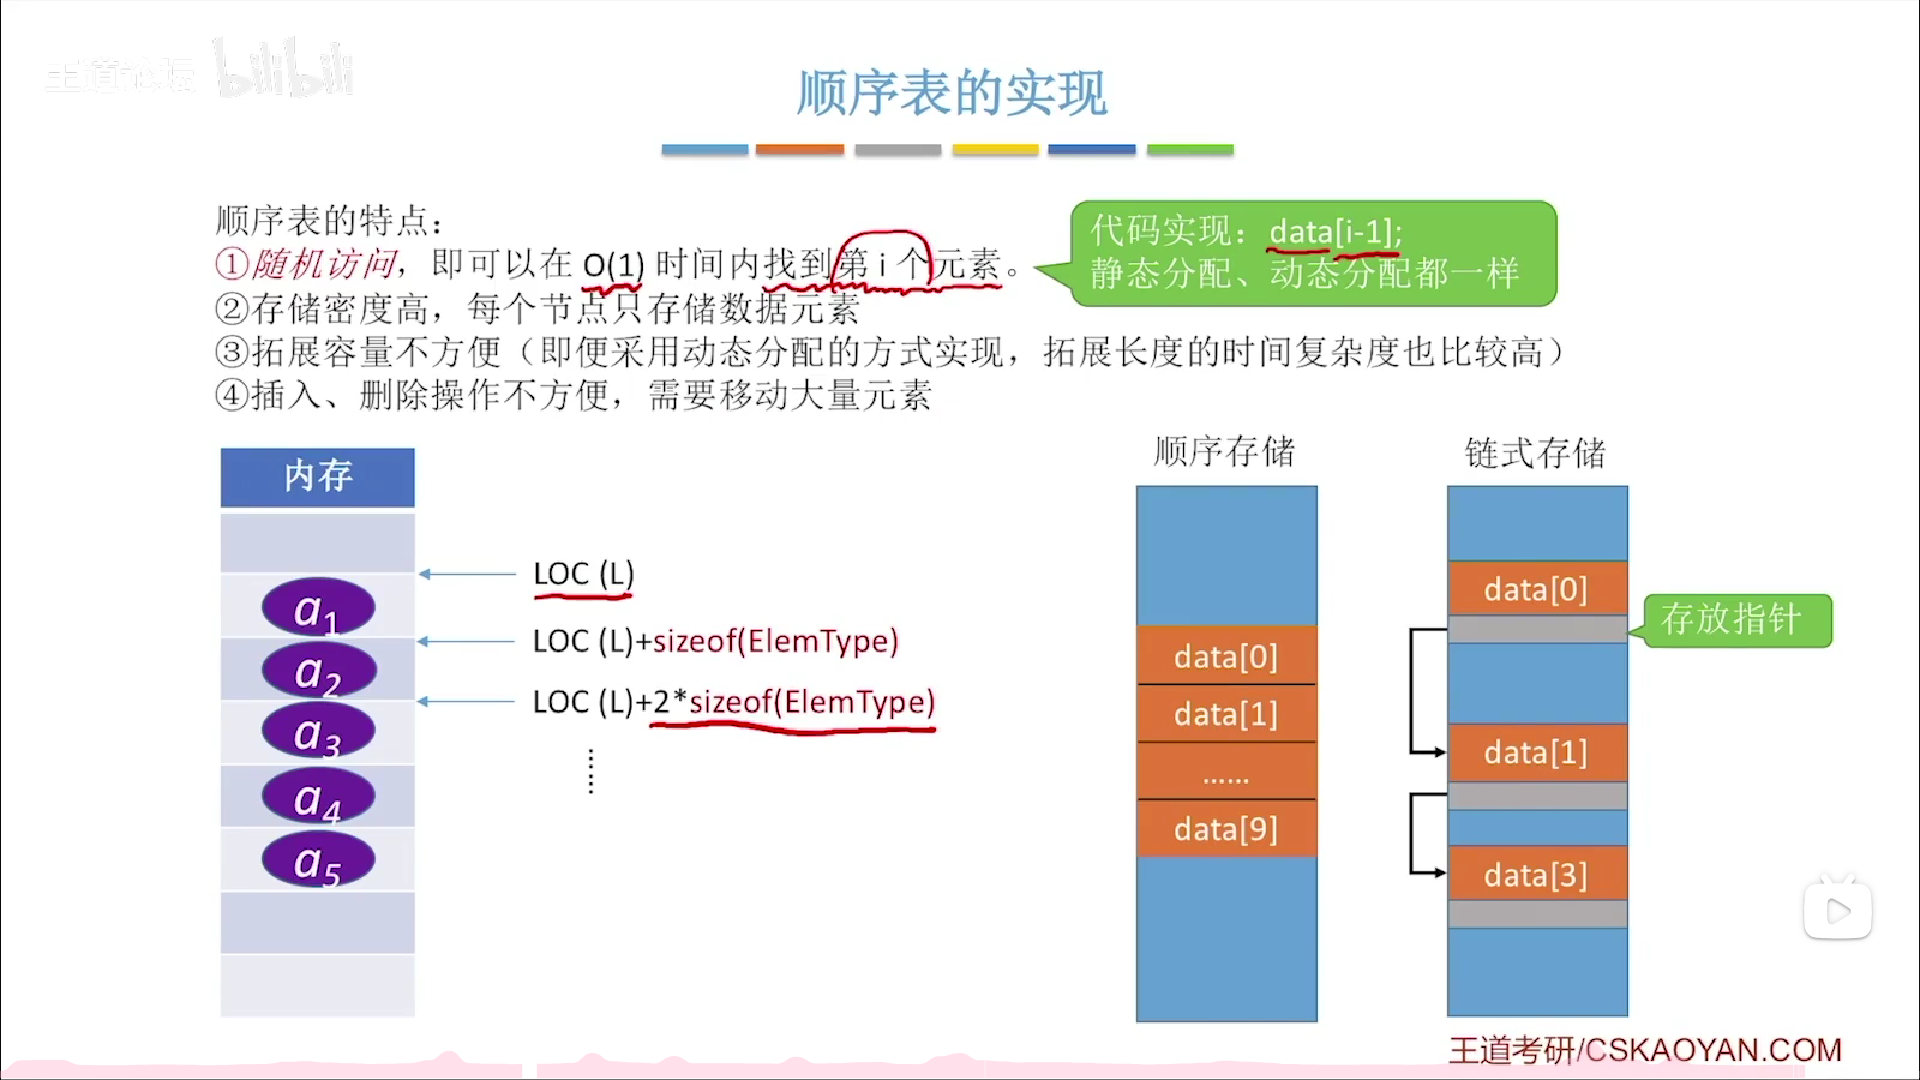 王道论坛 bilibili
顺序表的实现
顺序表的特点：
①随机访问，即可以在 O(1) 时间内找到第 i 个元素。
代码实现：data[i-1];
静态分配、动态分配都一样
②存储密度高，每个节点只存储数据元素
③拓展容量不方便（即便采用动态分配的方式实现，拓展长度的时间复杂度也比较高）
④插入、删除操作不方便，需要移动大量元素
内存
a1
a2
a3
a4
a5
LOC (L)
LOC (L)+sizeof(ElemType)
LOC (L)+2*sizeof(ElemType)
顺序存储
data[0]
data[1]
……
data[9]
链式存储
data[0]
存放指针
data[1]
data[3]
王道考研/CSKAOYAN.COM